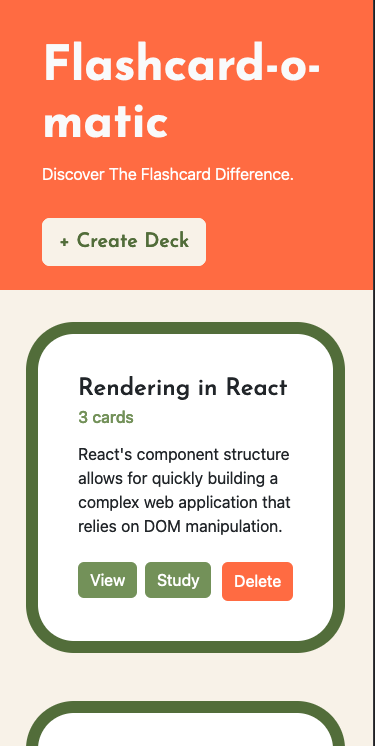 Flashcard-o-
matic
Discover The Flashcard Difference.
+ Create Deck
Rendering in React
3 cards
React's component structure
allows for quickly building a
complex web application that
relies on DOM manipulation.
View Study Delete